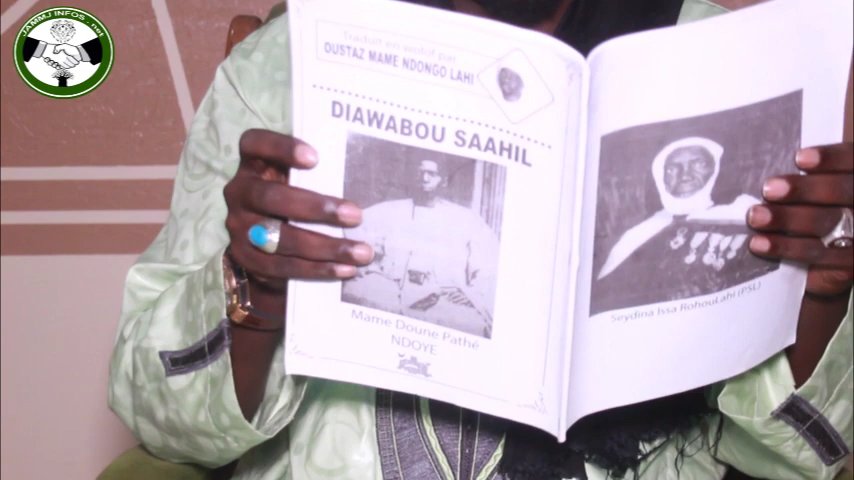 JAMMJ INFOS.net
Traduit en wolof par
OUSTAZ MAME NDONGO LAHI
DIAWABOU SAAHIL
Mame Doune Pathé
NDOYE
Seydina Issa RohouLahi (PSL)